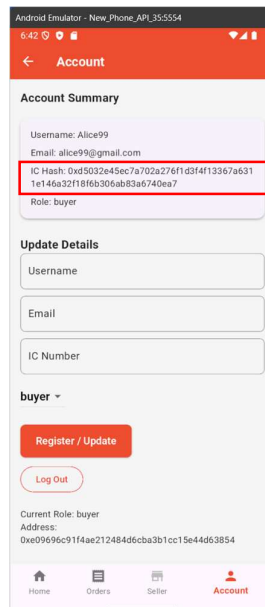 Android Emulator - New_Phone_API_35:5554
6:42
Account
Account Summary
Username: Alice99
Email: alice99@gmail.com
IC Hash: 0xd5032e45ec7a702a276f1d3f4f13367a631
1e146a32f18f6b306ab83a6740ea7
Role: buyer
Update Details
Username
Email
IC Number
buyer
Register / Update
Log Out
Current Role: buyer
Address:
0xe09696c91f4ae212484d6cba3b1cc15e44d63854
Home Orders Seller Account